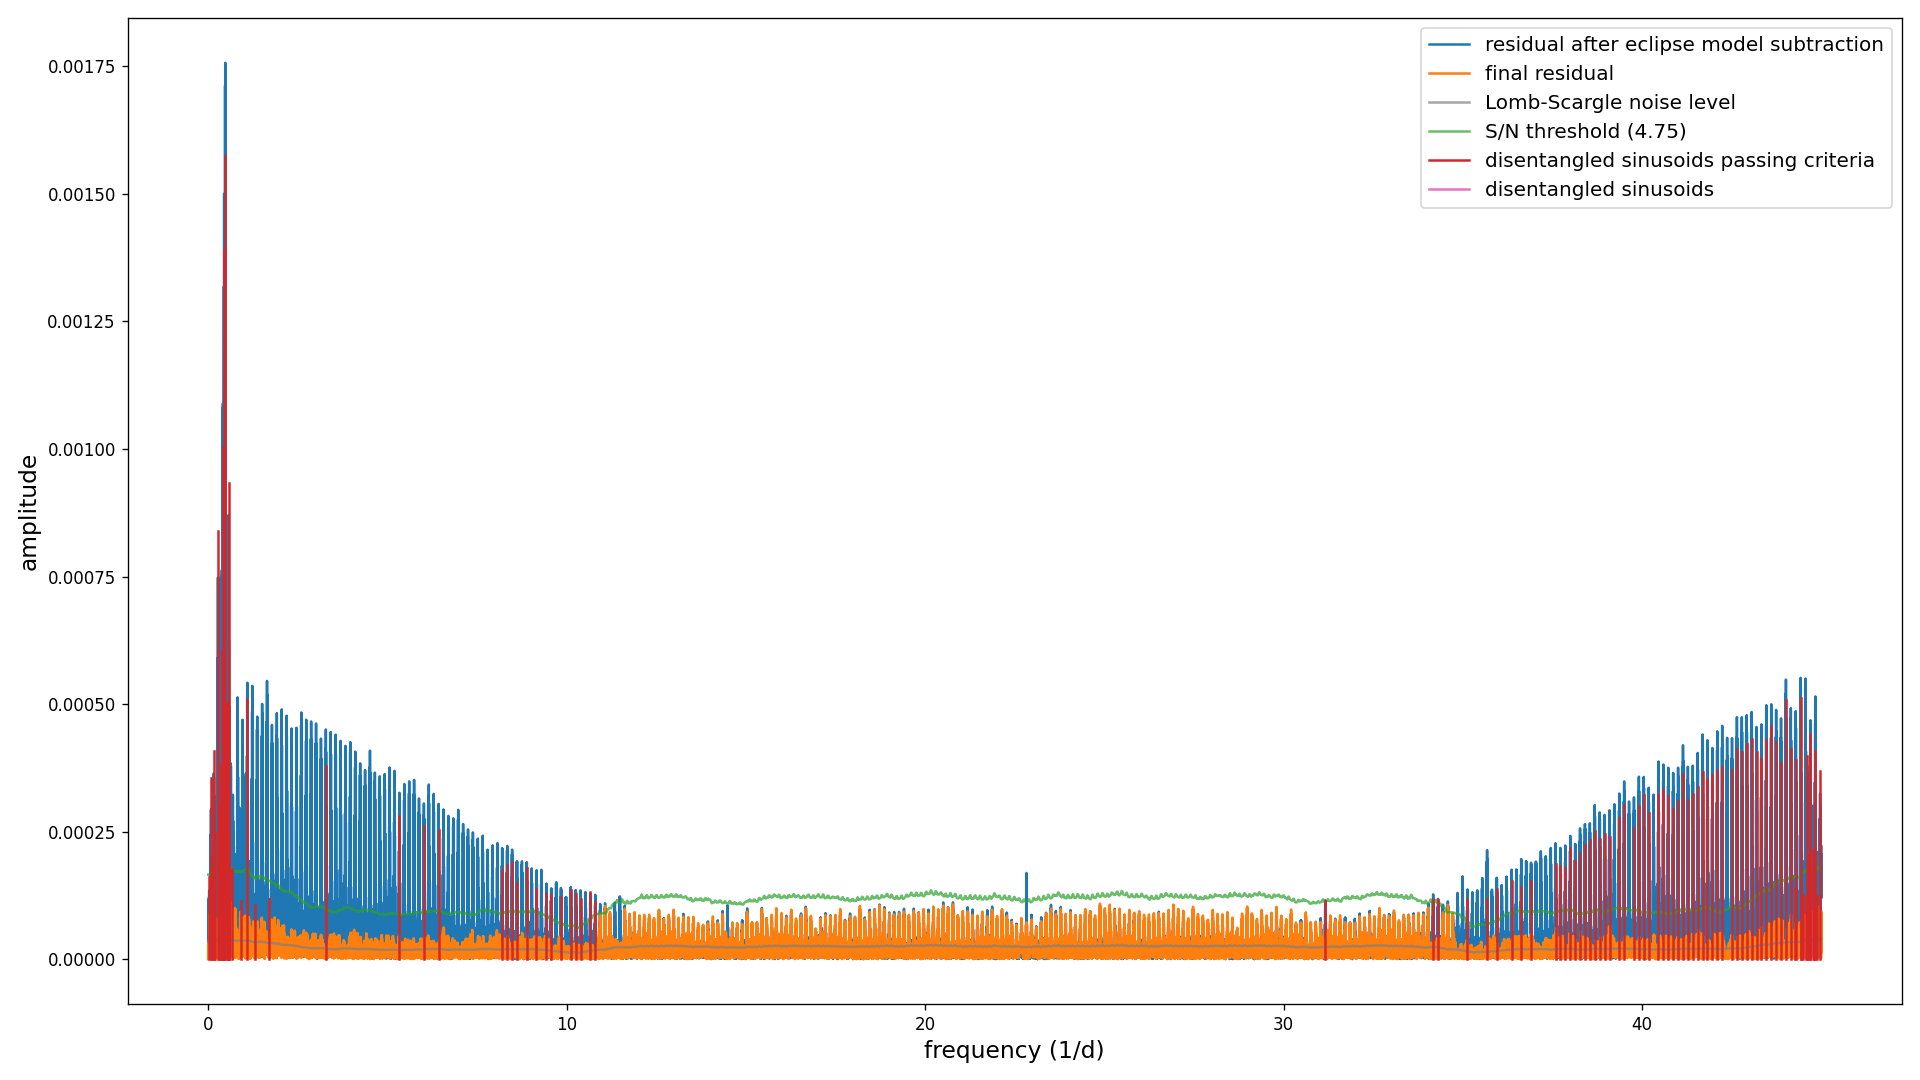 residual after eclipse model subtraction
final residual
Lomb-Scargle noise level
S/N threshold (4.75)
disentangled sinusoids passing criteria
disentangled sinusoids
0.00175
0.00150
0.00125
0.00100
0.00075
0.00050
0.00025
0.00000
amplitude
0 10 20 30 40
frequency (1/d)